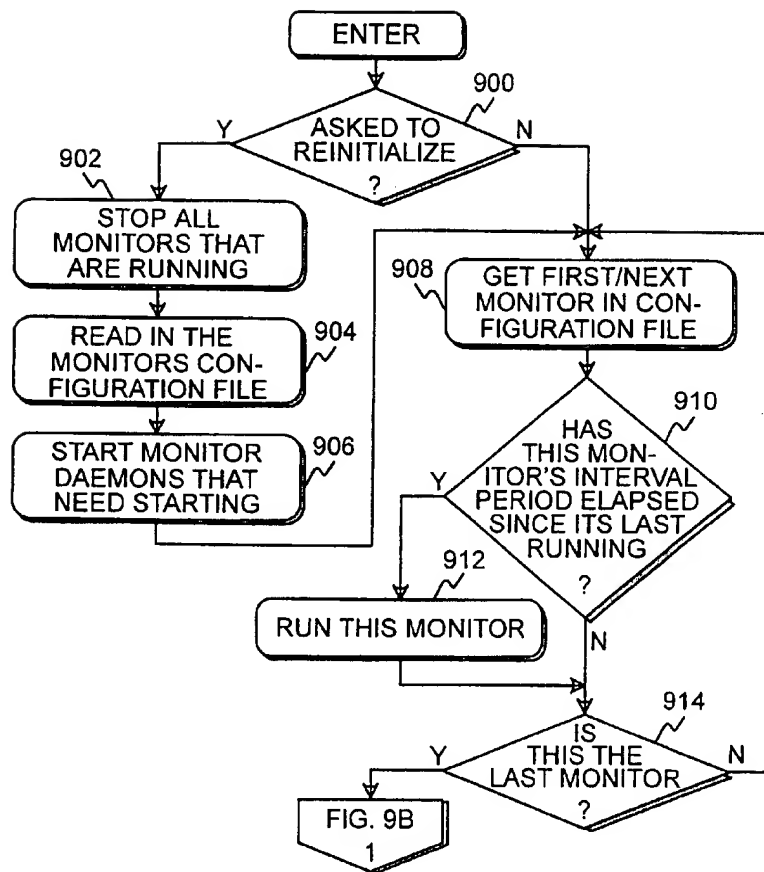 ENTER
900
ASKED TO
REINITIALIZE
?
Y
N
902
STOP ALL
MONITORS THAT
ARE RUNNING
READ IN THE
MONITORS CON-
FIGURATION FILE
904
START MONITOR
DAEMONS THAT
NEED STARTING
906
908
GET FIRST/NEXT
MONITOR IN CON-
FIGURATION FILE
910
HAS
THIS MON-
ITOR'S INTERVAL
PERIOD ELAPSED
SINCE ITS LAST
RUNNING
?
Y
N
912
RUN THIS MONITOR
914
IS
THIS THE
LAST MONITOR
?
Y
N
FIG. 9B
1